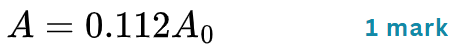 A = 0.112A₀ 1 mark